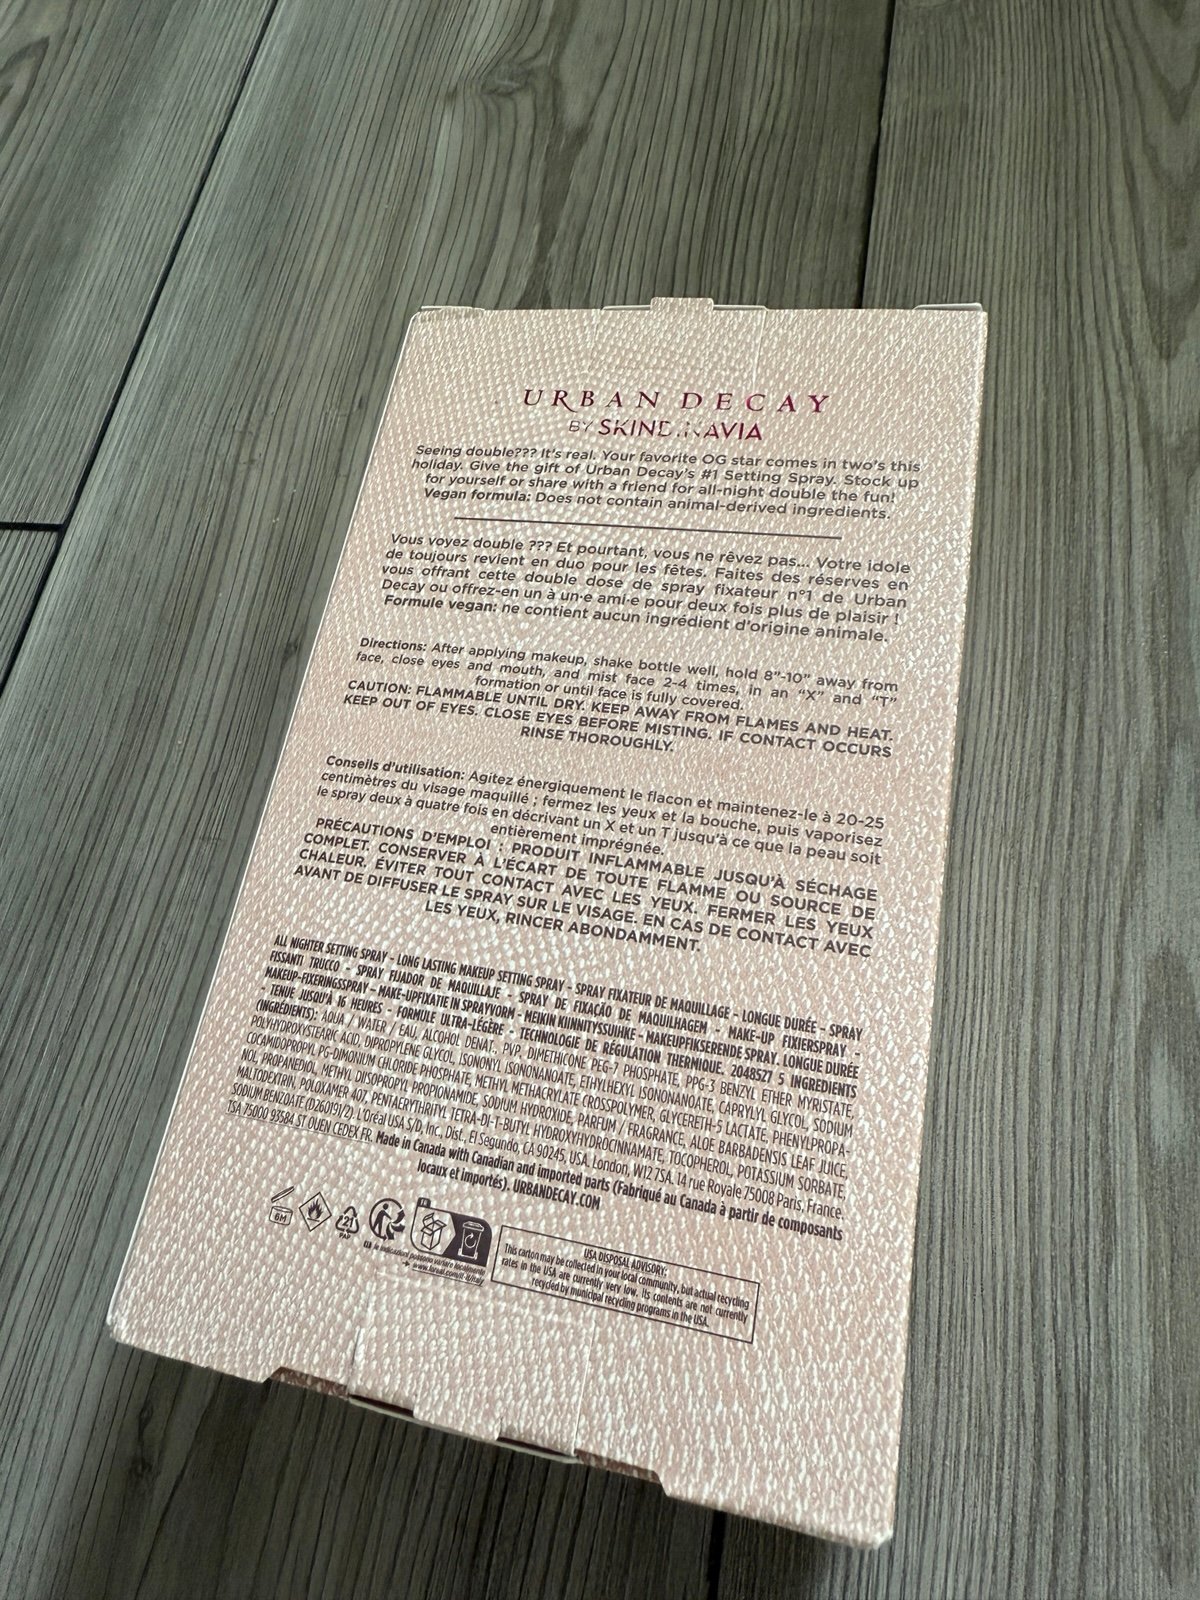 URBAN DECAY
BY SKINDINAVIA
Seeing double??? It's real. Your favorite OG star comes in two's this
holiday. Give the gift of Urban Decay's #1 Setting Spray. Stock up
for yourself or share with a friend for all-night double the fun!
Vegan formula: Does not contain animal-derived ingredients.
Vous voyez double ??? Et pourtant, vous ne rêvez pas... Votre idole
de toujours revient en duo pour les fêtes. Faites des réserves en
vous offrant cette double dose de spray fixateur n°1 de Urban
Decay ou offrez-en un à un·e ami·e pour deux fois plus de plaisir !
Formule vegan: ne contient aucun ingrédient d'origine animale.
Directions: After applying makeup, shake bottle well, hold 8”-10” away from
face, close eyes and mouth, and mist face 2-4 times, in an “X” and “T”
formation or until face is fully covered.
CAUTION: FLAMMABLE UNTIL DRY. KEEP AWAY FROM FLAMES AND HEAT.
KEEP OUT OF EYES. CLOSE EYES BEFORE MISTING. IF CONTACT OCCURS
RINSE THOROUGHLY.
Conseils d'utilisation: Agitez énergiquement le flacon et maintenez-le à 20-25
centimètres du visage maquillé ; fermez les yeux et la bouche, puis vaporisez
le spray deux à quatre fois en décrivant un X et un T jusqu'à ce que la peau soit
entièrement imprégnée.
PRÉCAUTIONS D'EMPLOI : PRODUIT INFLAMMABLE JUSQU'À SÉCHAGE
COMPLET. CONSERVER À L'ÉCART DE TOUTE FLAMME OU SOURCE DE
CHALEUR. ÉVITER TOUT CONTACT AVEC LES YEUX. FERMER LES YEUX
AVANT DE DIFFUSER LE SPRAY SUR LE VISAGE. EN CAS DE CONTACT AVEC
LES YEUX, RINCER ABONDAMMENT.
ALL NIGHTER SETTING SPRAY - LONG LASTING MAKEUP SETTING SPRAY - SPRAY FIXATEUR DE MAQUILLAGE - LONGUE DURÉE - SPRAY
FISSANTI TRUCCO - SPRAY FIJADOR DE MAQUILLAJE - SPRAY DE FIXAÇÃO DE MAQUILHAGEM - MAKE-UP FIXIERSPRAY -
MAKEUP-FIXERINGSSPRAY - MAKE-UPFIXATIE IN SPRAYVORM - MEIKIN KIINNITYSSUIHKE - MAKEUPFIKSERENDE SPRAY. LONGUE DURÉE
- TENUE JUSQU'À 16 HEURES - FORMULE ULTRA-LÉGÈRE - TECHNOLOGIE DE RÉGULATION THERMIQUE. 2048527 5 INGREDIENTS
(INGRÉDIENTS): AQUA / WATER / EAU, ALCOHOL DENAT., PVP, DIMETHICONE PEG-7 PHOSPHATE, PPG-3 BENZYL ETHER MYRISTATE,
POLYHYDROXYSTEARIC ACID, DIPROPYLENE GLYCOL, ISONONYL ISONONANOATE, ETHYLHEXYL ISONONANOATE, CAPRYLYL GLYCOL, SODIUM
COCAMIDOPROPYL PG-DIMONIUM CHLORIDE PHOSPHATE, METHYL METHACRYLATE CROSSPOLYMER, GLYCERETH-5 LACTATE, PHENYLPROPA-
NOL, PROPANEDIOL, METHYL DIISOPROPYL PROPIONAMIDE, SODIUM HYDROXIDE, PARFUM / FRAGRANCE, ALOE BARBADENSIS LEAF JUICE,
MALTODEXTRIN, POLOXAMER 407, PENTAERYTHRITYL TETRA-DI-T-BUTYL HYDROXYHYDROCINNAMATE, TOCOPHEROL, POTASSIUM SORBATE,
SODIUM BENZOATE (D260191/2). L'Oréal USA S/D, Inc., Dist., El Segundo, CA 90245, USA. London, W12 7SA. 14 rue Royale 75008 Paris, France.
TSA 75000 93584 ST OUEN CEDEX FR. Made in Canada with Canadian and imported parts (Fabriqué au Canada à partir de composants
locaux et importés). URBANDECAY.COM
6M
21
PAP
FR
le indicazioni possono variare localmente
www.loreal.com/it-it/italy
USA DISPOSAL ADVISORY:
This carton may be collected in your local community, but actual recycling
rates in the USA are currently very low. Its contents are not currently
recycled by municipal recycling programs in the USA.